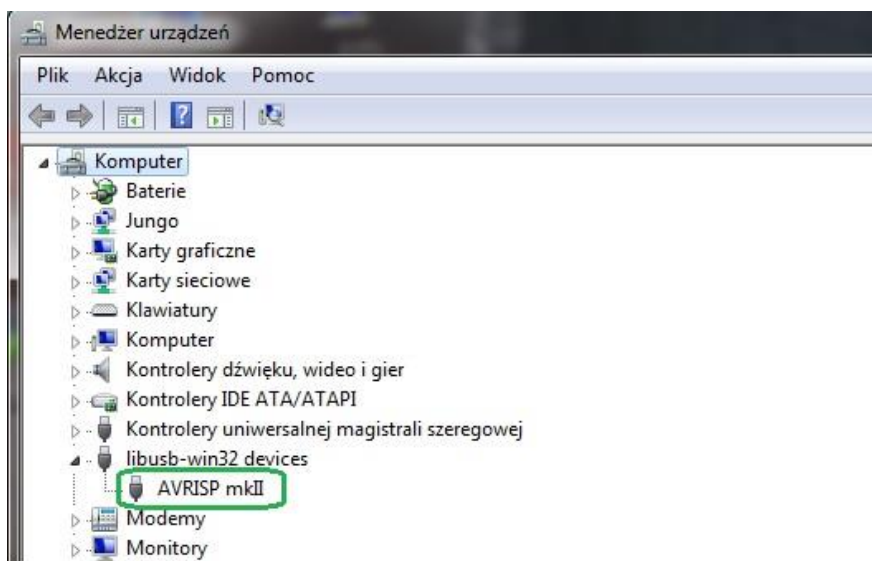 Menedżer urządzeń
Plik Akcja Widok Pomoc
Komputer
Baterie
Jungo
Karty graficzne
Karty sieciowe
Klawiatury
Komputer
Kontrolery dźwięku, wideo i gier
Kontrolery IDE ATA/ATAPI
Kontrolery uniwersalnej magistrali szeregowej
libusb-win32 devices
AVRISP mkII
Modemy
Monitory